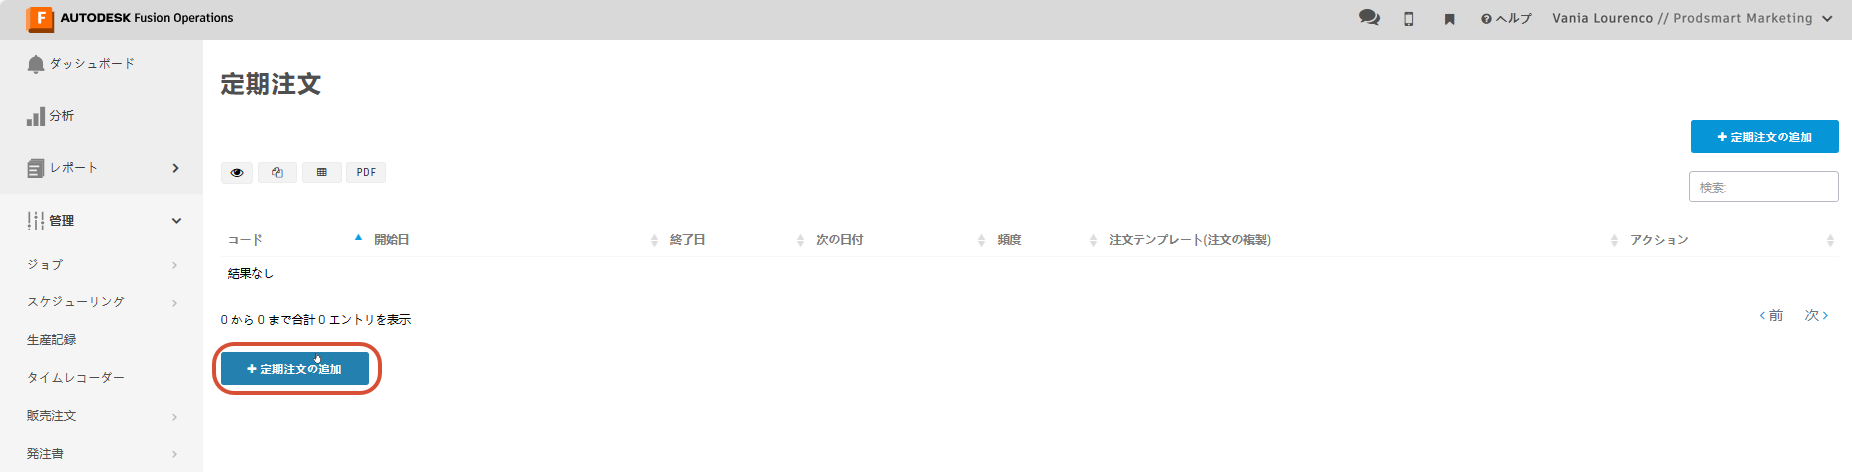 F AUTODESK Fusion Operations
ヘルプ Vania Lourenco // Prodsmart Marketing
ダッシュボード
分析
レポート
管理
ジョブ
スケジューリング
生産記録
タイムレコーダー
販売注文
発注書
定期注文
+ 定期注文の追加
PDF
検索:
コード 開始日 終了日 次の日付 頻度 注文テンプレート(注文の複製) アクション
結果なし
0 から 0 まで合計 0 エントリを表示
前 次
+ 定期注文の追加